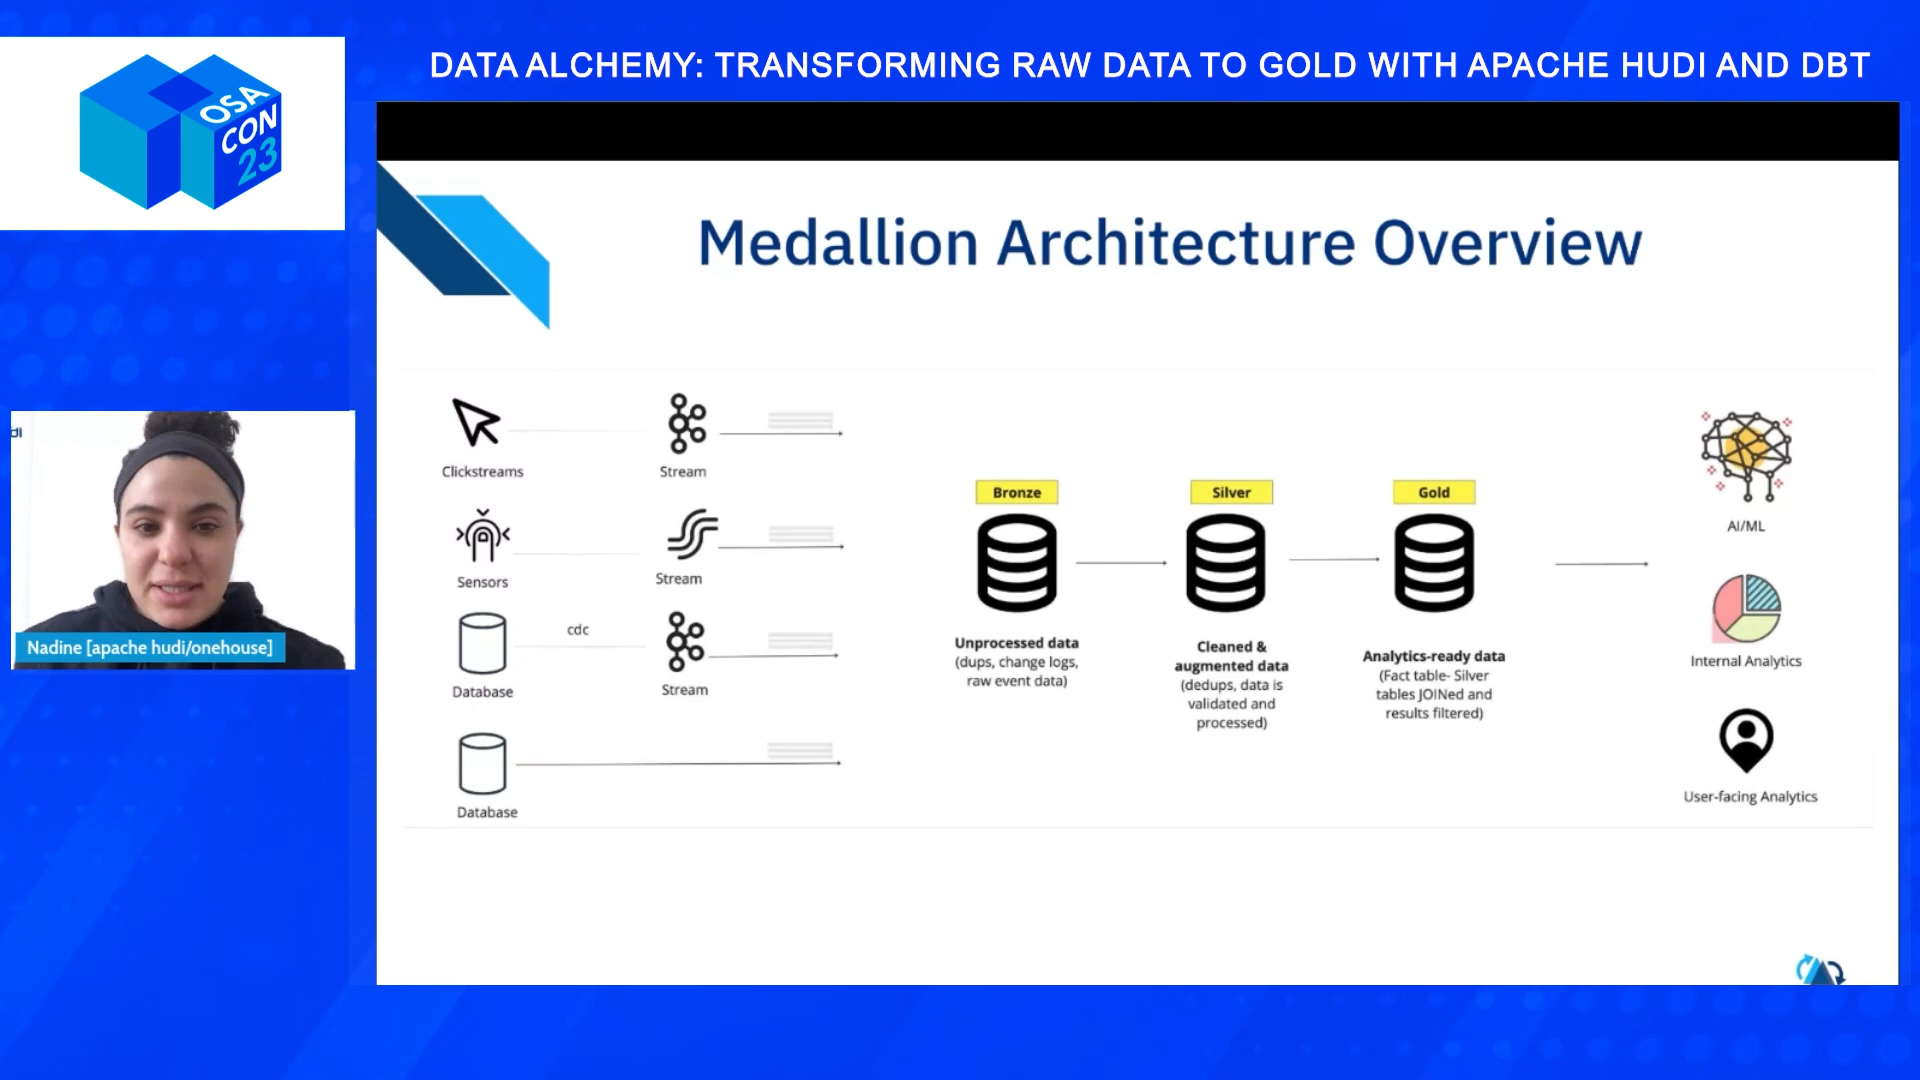 DATA ALCHEMY: TRANSFORMING RAW DATA TO GOLD WITH APACHE HUDI AND DBT
OSA
CON
23
Medallion Architecture Overview
Clickstreams
Stream
Sensors
Stream
cdc
Database
Stream
Database
Bronze
Unprocessed data
(dups, change logs,
raw event data)
Silver
Cleaned &
augmented data
(dedups, data is
validated and
processed)
Gold
Analytics-ready data
(Fact table- Silver
tables JOINed and
results filtered)
AI/ML
Internal Analytics
User-facing Analytics
Nadine [apache hudi/onehouse]